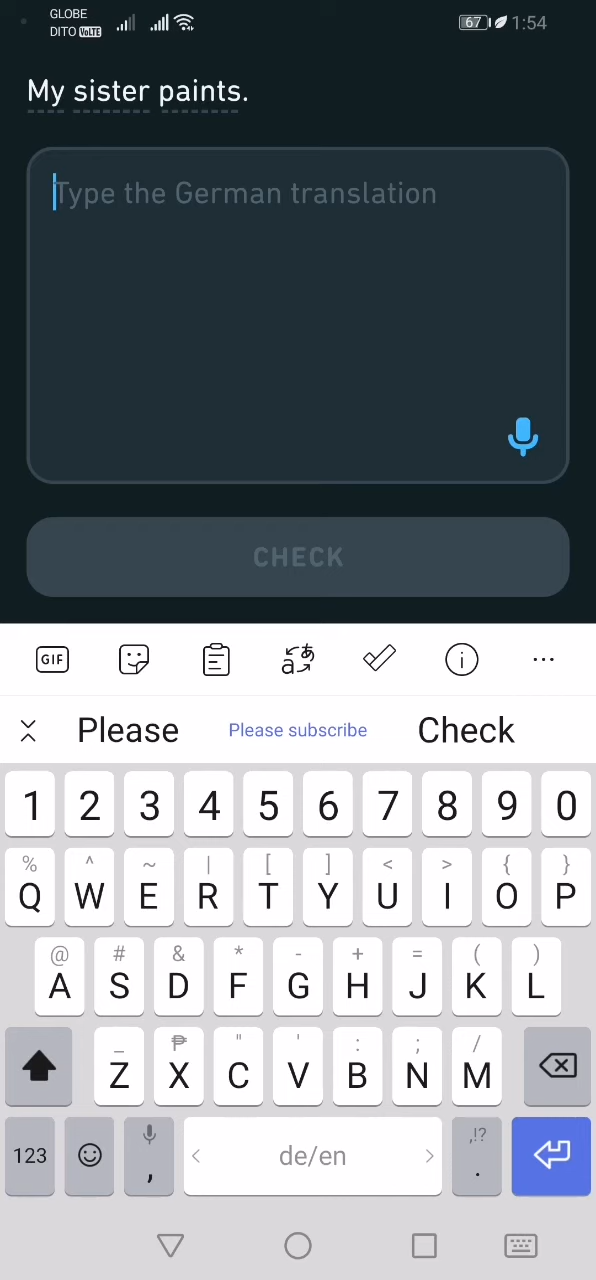 GLOBE
DITO VoLTE 67 1:54
My sister paints.
Type the German translation
CHECK
GIF
Please Please subscribe Check
1 2 3 4 5 6 7 8 9 0
% ^ ~ | [ ] < > { }
Q W E R T Y U I O P
@ # & * - + = ( )
A S D F G H J K L
_ ₱ " ' : ; /
Z X C V B N M
,!?
123 , < de/en > .